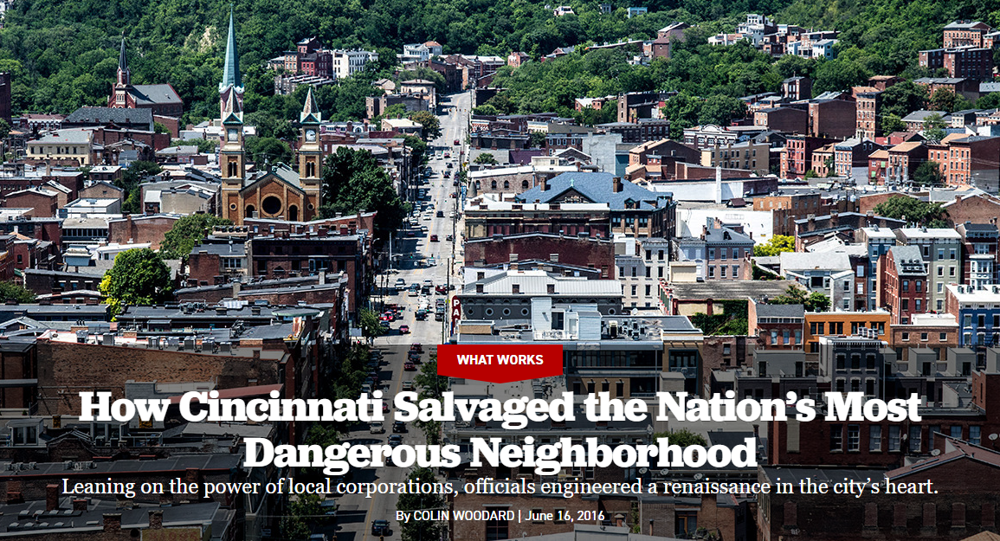 PA
WHAT WORKS
How Cincinnati Salvaged the Nation’s Most
Dangerous Neighborhood
Leaning on the power of local corporations, officials engineered a renaissance in the city’s heart.
By COLIN WOODARD | June 16, 2016